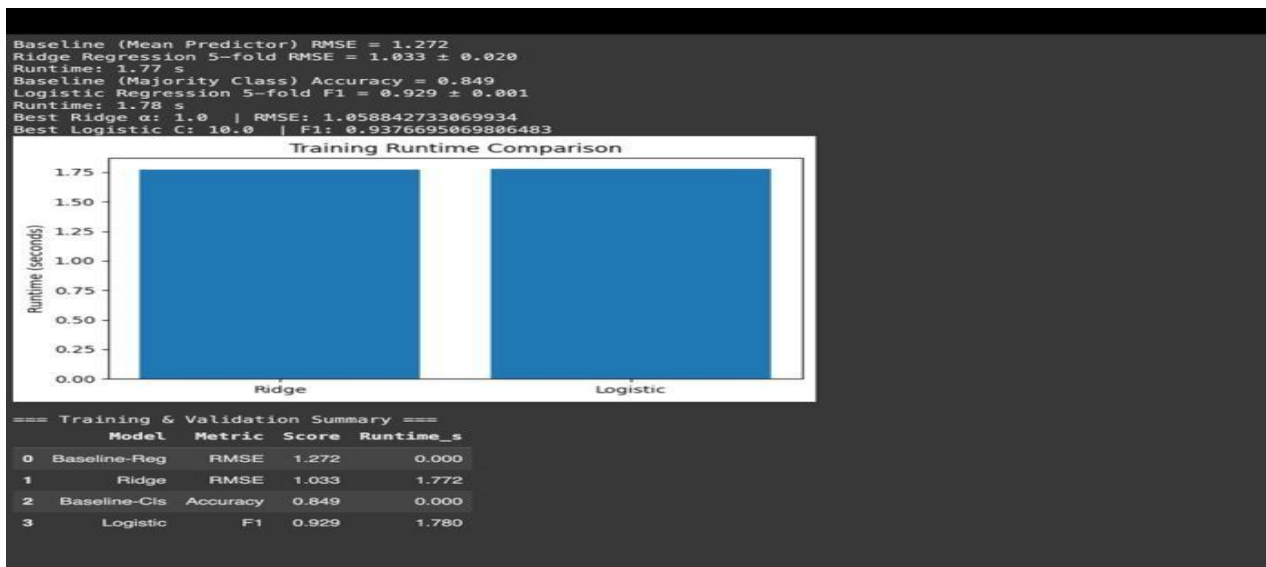 Baseline (Mean Predictor) RMSE = 1.272
Ridge Regression 5-fold RMSE = 1.033 ± 0.020
Runtime: 1.77 s
Baseline (Majority Class) Accuracy = 0.849
Logistic Regression 5-fold F1 = 0.929 ± 0.001
Runtime: 1.78 s
Best Ridge α: 1.0 | RMSE: 1.058842733069934
Best Logistic C: 10.0 | F1: 0.9376695069806483
Training Runtime Comparison
Runtime (seconds)
1.75
1.50
1.25
1.00
0.75
0.50
0.25
0.00
Ridge Logistic
=== Training & Validation Summary ===
Model Metric Score Runtime_s
0 Baseline-Reg RMSE 1.272 0.000
1 Ridge RMSE 1.033 1.772
2 Baseline-Cls Accuracy 0.849 0.000
3 Logistic F1 0.929 1.780